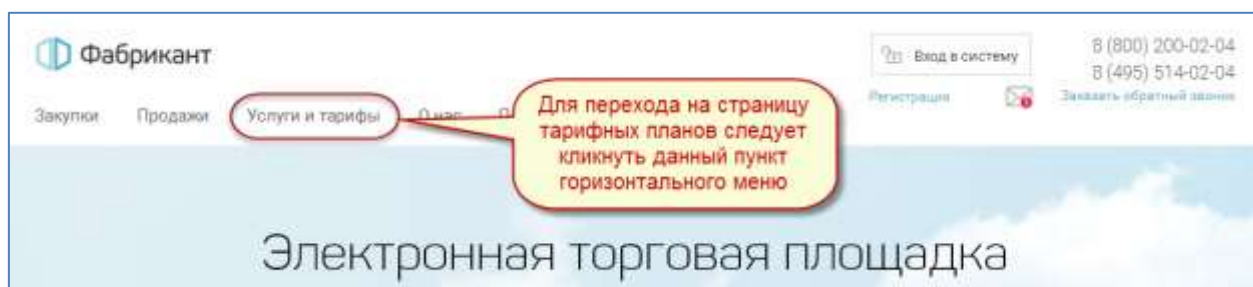 Фабрикант
Вход в систему
8 (800) 200-02-04
8 (495) 514-02-04
Регистрация
Заказать обратный звонок
Закупки Продажи Услуги и тарифы О нас
Для перехода на страницу
тарифных планов следует
кликнуть данный пункт
горизонтального меню
Электронная торговая площадка